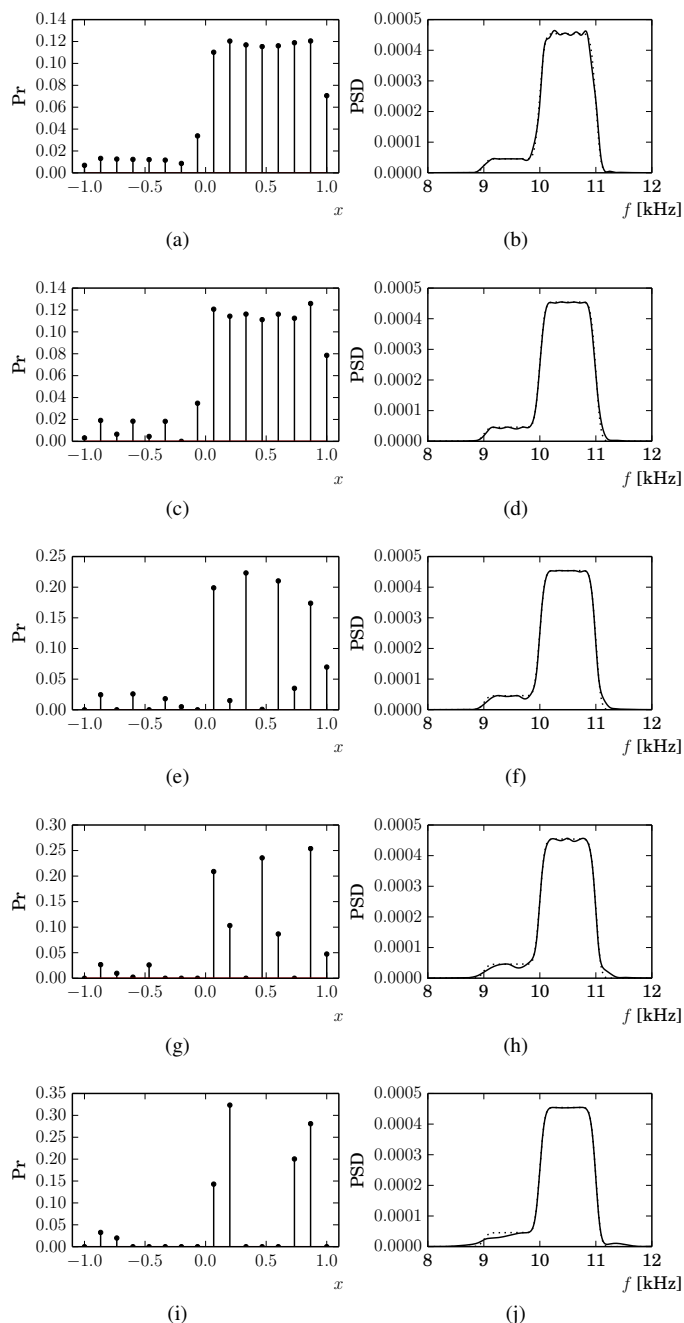 Pr
0.14
0.12
0.10
0.08
0.06
0.04
0.02
0.00
−1.0 −0.5 0.0 0.5 1.0
x
(a)
PSD
0.0005
0.0004
0.0003
0.0002
0.0001
0.0000
8 9 10 11 12
f [kHz]
(b)
Pr
0.14
0.12
0.10
0.08
0.06
0.04
0.02
0.00
−1.0 −0.5 0.0 0.5 1.0
x
(c)
PSD
0.0005
0.0004
0.0003
0.0002
0.0001
0.0000
8 9 10 11 12
f [kHz]
(d)
Pr
0.25
0.20
0.15
0.10
0.05
0.00
−1.0 −0.5 0.0 0.5 1.0
x
(e)
PSD
0.0005
0.0004
0.0003
0.0002
0.0001
0.0000
8 9 10 11 12
f [kHz]
(f)
Pr
0.30
0.25
0.20
0.15
0.10
0.05
0.00
−1.0 −0.5 0.0 0.5 1.0
x
(g)
PSD
0.0005
0.0004
0.0003
0.0002
0.0001
0.0000
8 9 10 11 12
f [kHz]
(h)
Pr
0.35
0.30
0.25
0.20
0.15
0.10
0.05
0.00
−1.0 −0.5 0.0 0.5 1.0
x
(i)
PSD
0.0005
0.0004
0.0003
0.0002
0.0001
0.0000
8 9 10 11 12
f [kHz]
(j)